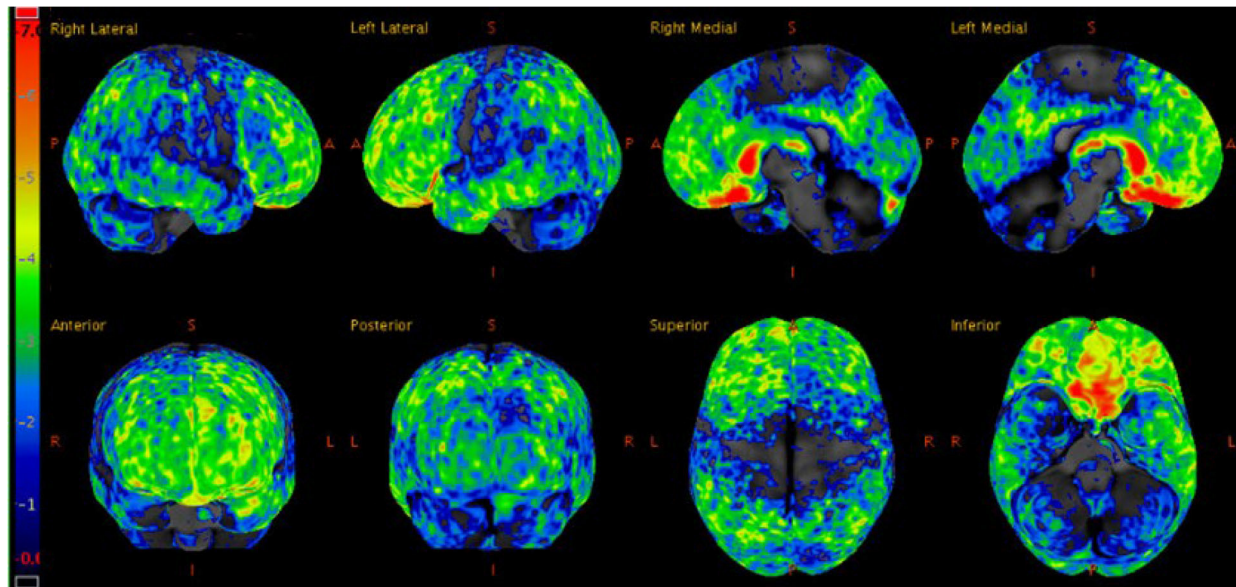 -7.0
Right Lateral
Left Lateral
S
Right Medial
S
Left Medial
S
-6
-5
P
A
A
P
A
P
P
A
-4
I
I
I
-3
Anterior
S
Posterior
S
Superior
A
Inferior
A
-2
R
L
L
R
L
R
R
L
-1
-0.0
I
I
P
P